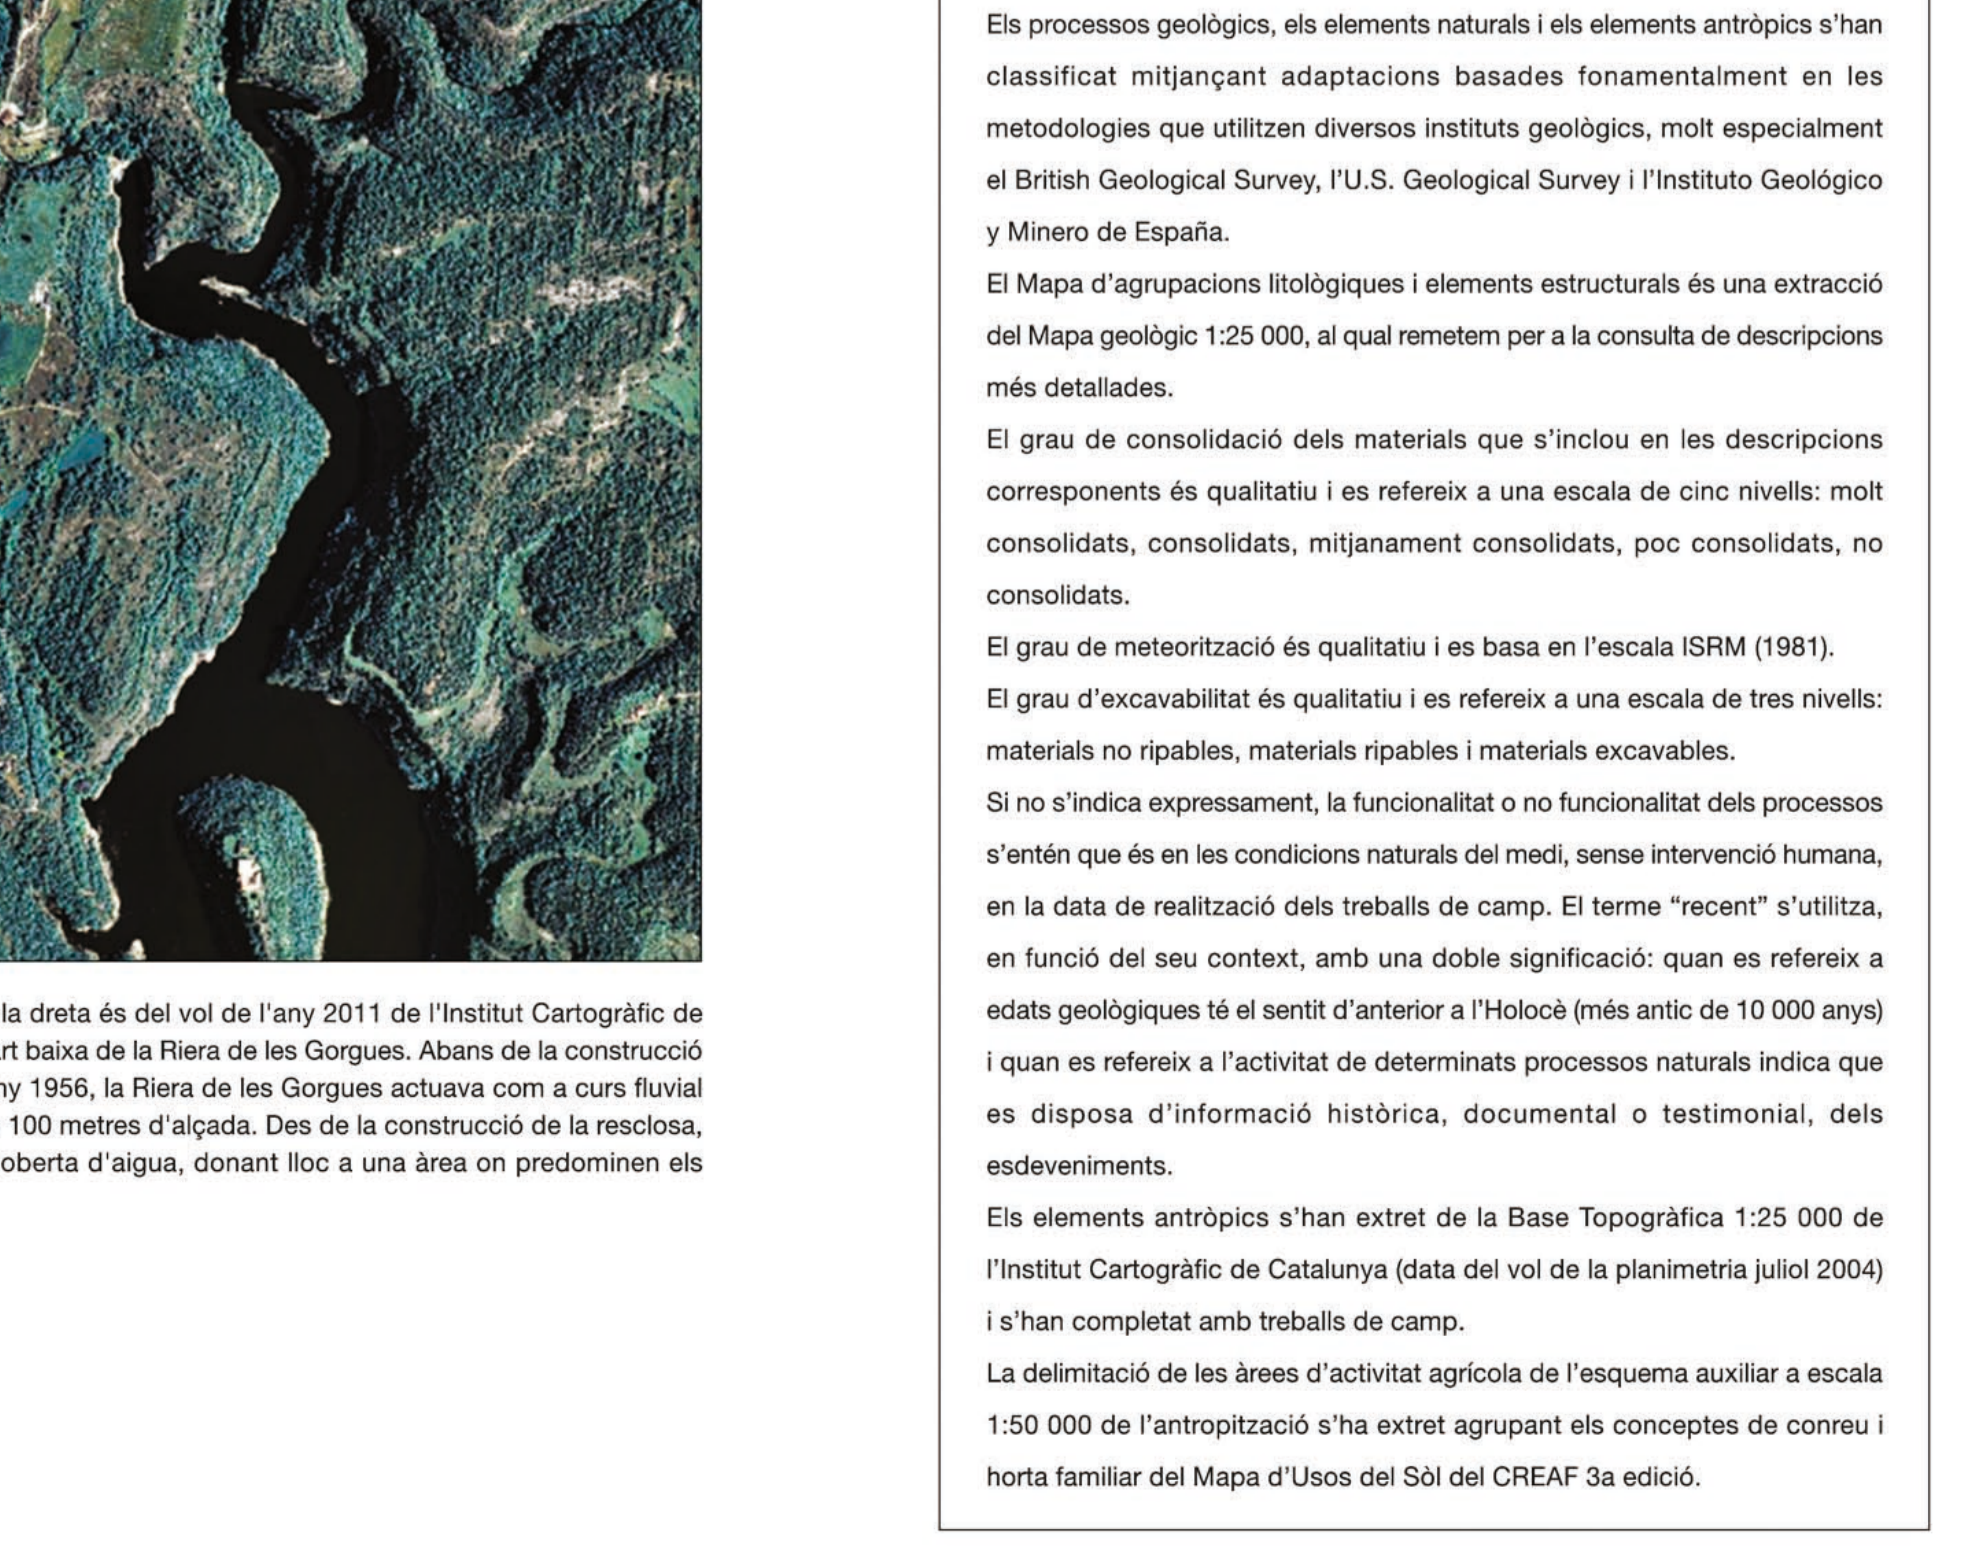 la dreta és del vol de l'any 2011 de l'Institut Cartogràfic de
baixa de la Riera de les Gorgues. Abans de la construcció
1956, la Riera de les Gorgues actuava com a curs fluvial
100 metres d'alçada. Des de la construcció de la resclosa,
oberta d'aigua, donant lloc a una àrea on predominen els
Els processos geològics, els elements naturals i els elements antròpics s’han
classificat mitjançant adaptacions basades fonamentalment en les
metodologies que utilitzen diversos instituts geològics, molt especialment
el British Geological Survey, l’U.S. Geological Survey i l’Instituto Geológico
y Minero de España.
El Mapa d’agrupacions litològiques i elements estructurals és una extracció
del Mapa geològic 1:25 000, al qual remetem per a la consulta de descripcions
més detallades.
El grau de consolidació dels materials que s’inclou en les descripcions
corresponents és qualitatiu i es refereix a una escala de cinc nivells: molt
consolidats, consolidats, mitjanament consolidats, poc consolidats, no
consolidats.
El grau de meteorització és qualitatiu i es basa en l’escala ISRM (1981).
El grau d’excavabilitat és qualitatiu i es refereix a una escala de tres nivells:
materials no ripables, materials ripables i materials excavables.
Si no s’indica expressament, la funcionalitat o no funcionalitat dels processos
s’entén que és en les condicions naturals del medi, sense intervenció humana,
en la data de realització dels treballs de camp. El terme “recent” s’utilitza,
en funció del seu context, amb una doble significació: quan es refereix a
edats geològiques té el sentit d’anterior a l’Holocè (més antic de 10 000 anys)
i quan es refereix a l’activitat de determinats processos naturals indica que
es disposa d’informació històrica, documental o testimonial, dels
esdeveniments.
Els elements antròpics s’han extret de la Base Topogràfica 1:25 000 de
l’Institut Cartogràfic de Catalunya (data del vol de la planimetria juliol 2004)
i s’han completat amb treballs de camp.
La delimitació de les àrees d’activitat agrícola de l’esquema auxiliar a escala
1:50 000 de l’antropització s’ha extret agrupant els conceptes de conreu i
horta familiar del Mapa d’Usos del Sòl del CREAF 3a edició.